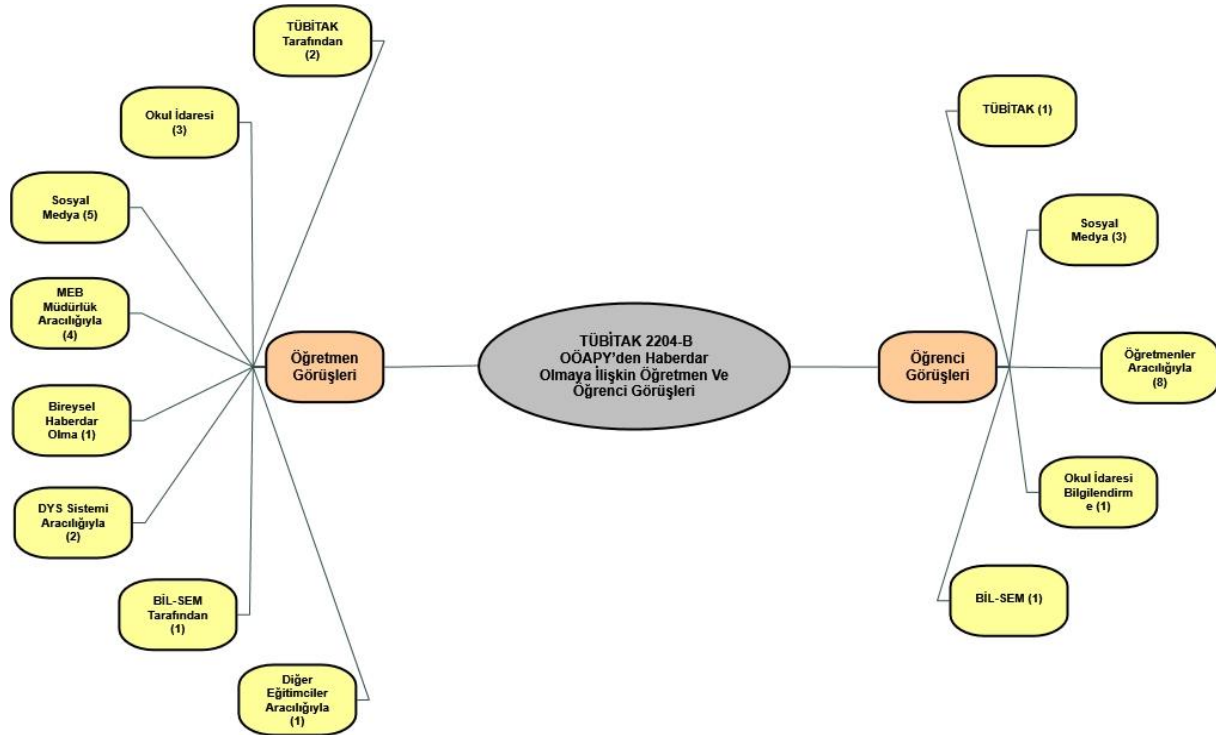 TÜBİTAK
Tarafından
(2)
Okul İdaresi
(3)
Sosyal
Medya (5)
MEB
Müdürlük
Aracılığıyla
(4)
Bireysel
Haberdar
Olma (1)
DYS Sistemi
Aracılığıyla
(2)
BİL-SEM
Tarafından
(1)
Diğer
Eğitimciler
Aracılığıyla
(1)
Öğretmen
Görüşleri
TÜBİTAK 2204-B
OÖAPY’den Haberdar
Olmaya İlişkin Öğretmen Ve
Öğrenci Görüşleri
Öğrenci
Görüşleri
TÜBİTAK (1)
Sosyal
Medya (3)
Öğretmenler
Aracılığıyla
(8)
Okul İdaresi
Bilgilendirm
e (1)
BİL-SEM (1)